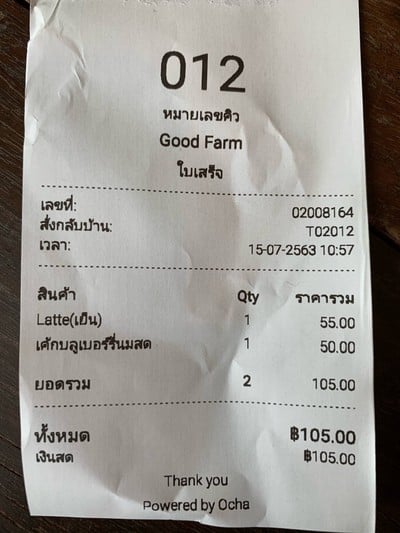 012
หมายเลขคิว
Good Farm
ใบเสร็จ
เลขที่: 02008164
สั่งกลับบ้าน: T02012
เวลา: 15-07-2563 10:57
สินค้า Qty ราคารวม
Latte(เย็น) 1 55.00
เค้กบลูเบอร์รี่นมสด 1 50.00
ยอดรวม 2 105.00
ทั้งหมด ฿105.00
เงินสด ฿105.00
Thank you
Powered by Ocha